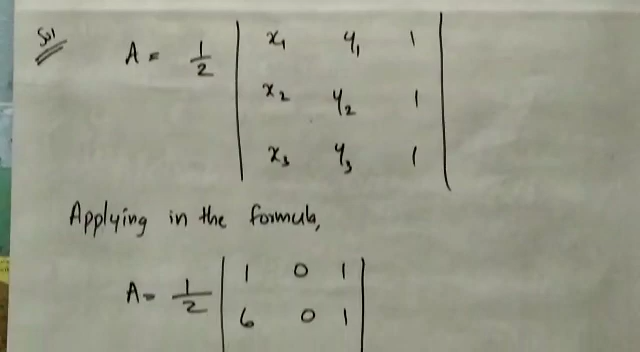 Sol
A = 1/2 | x₁ y₁ 1 |
| x₂ y₂ 1 |
| x₃ y₃ 1 |
Applying in the formula,
A = 1/2 | 1 0 1 |
| 6 0 1 |